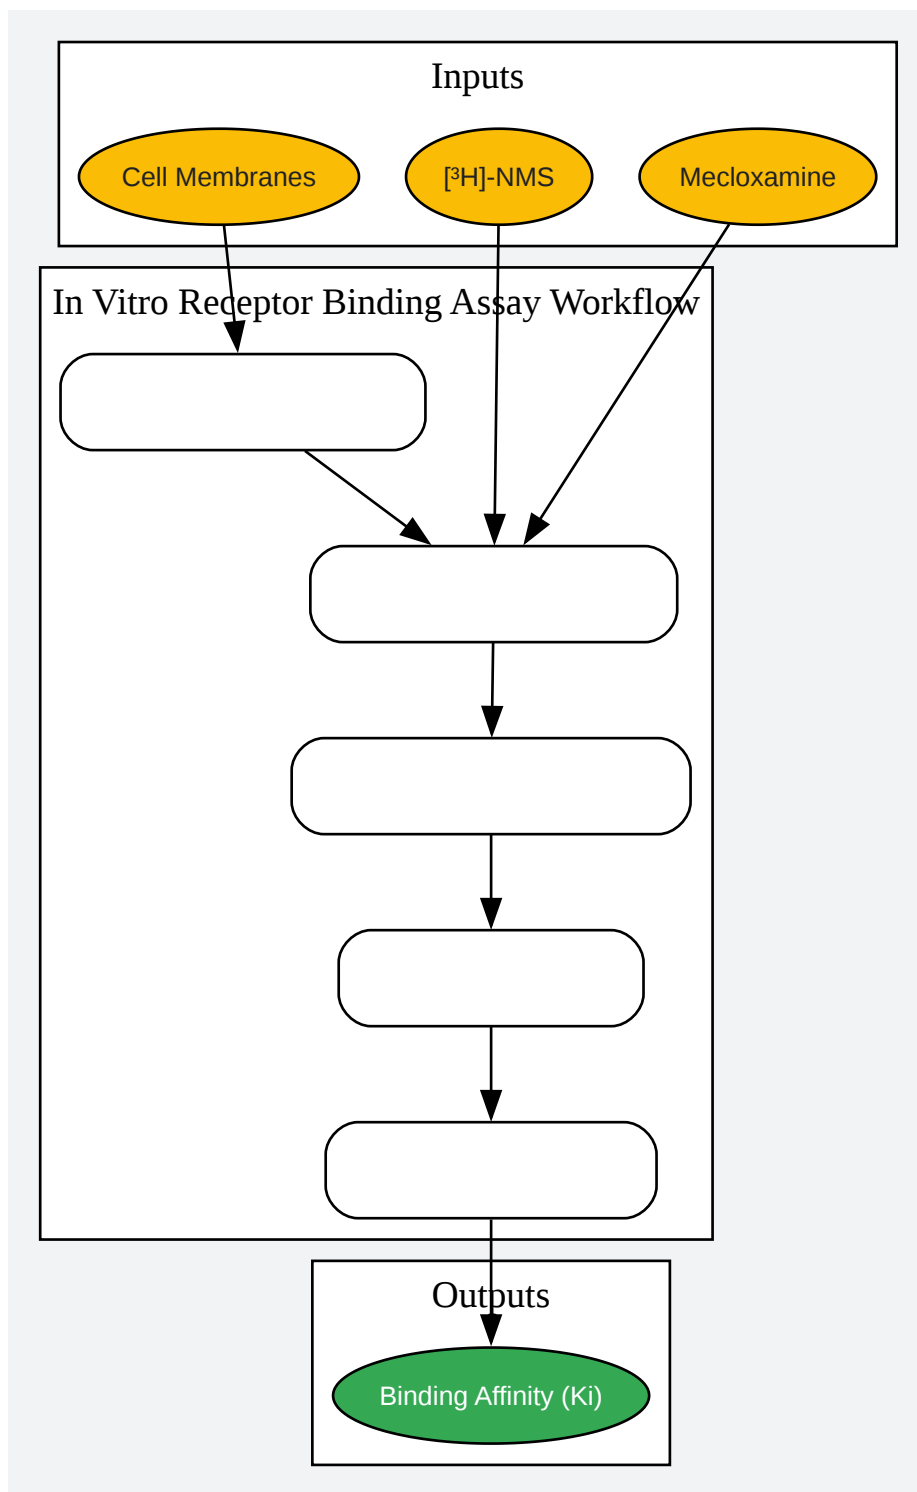 Inputs
Cell Membranes
[³H]-NMS
Mecloxamine
In Vitro Receptor Binding Assay Workflow
Outputs
Binding Affinity (Ki)